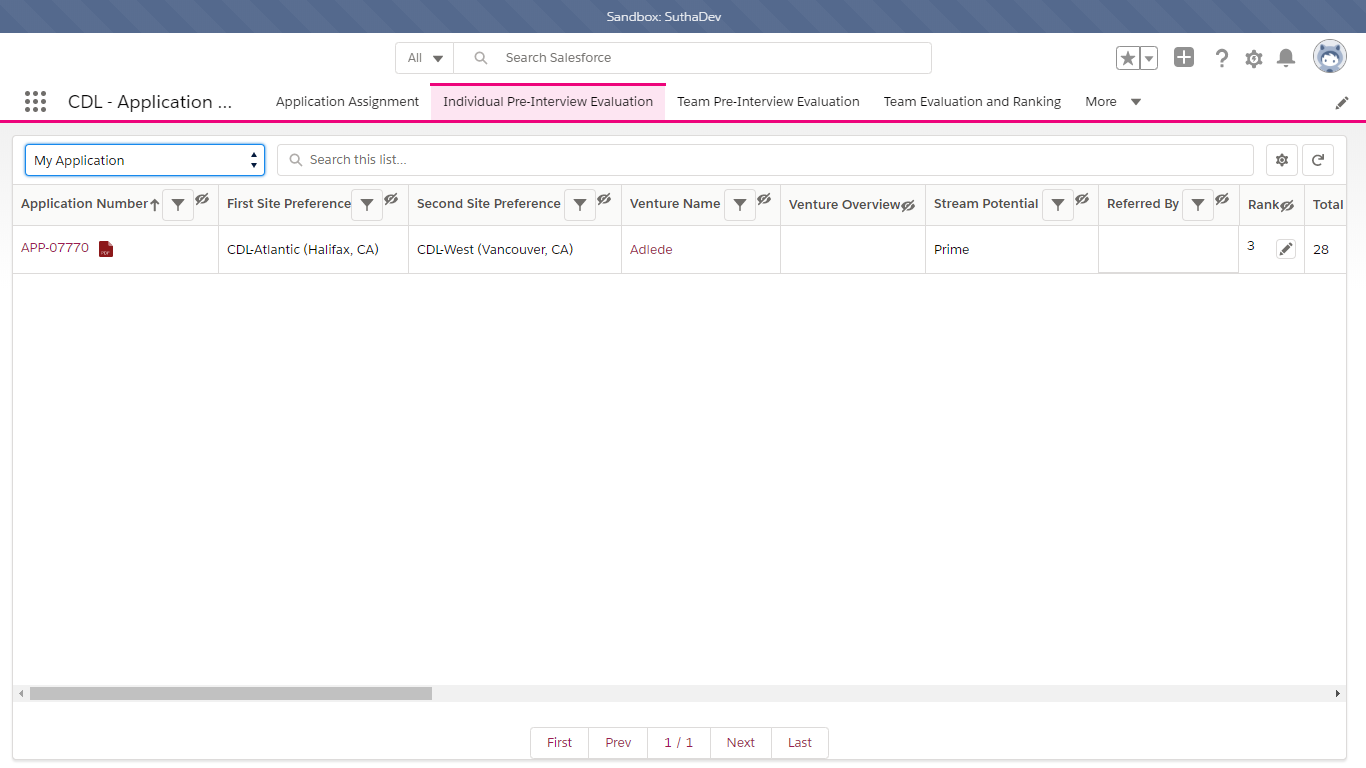 Sandbox: SuthaDev
All Search Salesforce
CDL - Application ... Application Assignment Individual Pre-Interview Evaluation Team Pre-Interview Evaluation Team Evaluation and Ranking More
My Application Search this list...
Application Number First Site Preference Second Site Preference Venture Name Venture Overview Stream Potential Referred By Rank Total
APP-07770 PDF CDL-Atlantic (Halifax, CA) CDL-West (Vancouver, CA) Adlede Prime 3 28
First Prev 1 / 1 Next Last